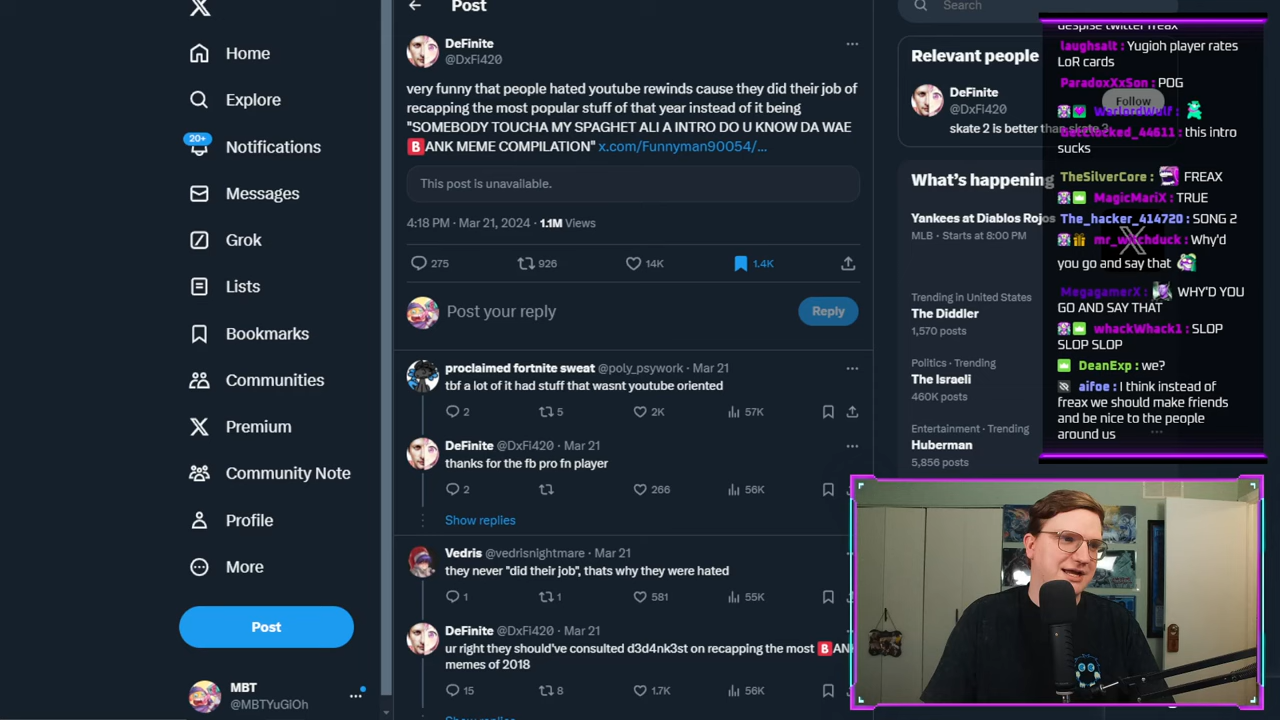 Home
Explore
20+
Notifications
Messages
Grok
Lists
Bookmarks
Communities
Premium
Community Note
Profile
More
Post
MBT
@MBTYuGiOh
Post
DeFinite
@DxFl420
very funny that people hated youtube rewinds cause they did their job of
recapping the most popular stuff of that year instead of it being
"SOMEBODY TOUCHA MY SPAGHET ALI A INTRO DO U KNOW DA WAE
🅱️ANK MEME COMPILATION" x.com/Funnyman90054/…
This post is unavailable.
4:18 PM · Mar 21, 2024 · 1.1M Views
275 926 14K 1.4K
Post your reply
Reply
proclaimed fortnite sweat @poly_psywork · Mar 21
tbf a lot of it had stuff that wasnt youtube oriented
2 5 2K 57K
DeFinite @DxFl420 · Mar 21
thanks for the fb pro fn player
2 266 56K
Show replies
Vedris @vedrisnightmare · Mar 21
they never "did their job", thats why they were hated
1 1 581 55K
DeFinite @DxFl420 · Mar 21
ur right they should've consulted d3d4nk3st on recapping the most 🅱️AN
memes of 2018
15 8 1.7K 56K
Show replies
Search
Relevant people
DeFinite
@DxFl420
Follow
skate 2 is better than skate 3
What's happening
Yankees at Diablos Rojos
MLB · Starts at 8:00 PM
Trending in United States
The Diddler
1,570 posts
Politics · Trending
The Israeli
460K posts
Entertainment · Trending
Huberman
5,856 posts
despise twitter freax
laughsalt: Yugioh player rates
LoR cards
ParadoxXxSon: POG
WarlordWulf:
GetClocked_44611: this intro
sucks
TheSilverCore: FREAX
MagicMariX: TRUE
The_hacker_414720: SONG 2
mr_witchduck: Why'd
you go and say that
MegagamerX: WHY'D YOU
GO AND SAY THAT
whackWhack1: SLOP
SLOP SLOP
DeanExp: we?
aifoe: I think instead of
freax we should make friends
and be nice to the people
around us